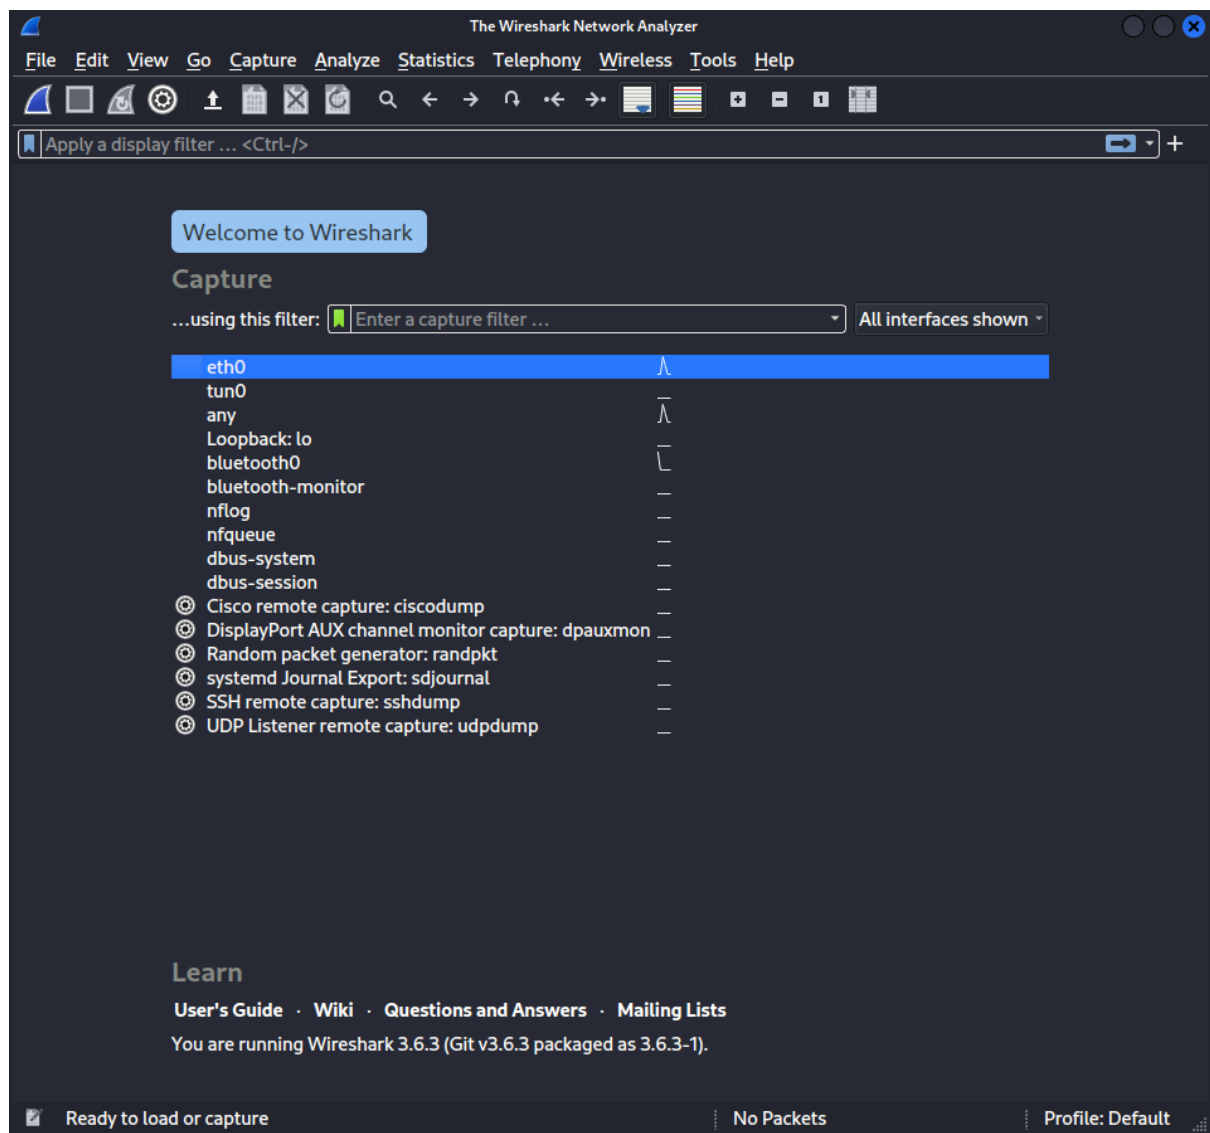 The Wireshark Network Analyzer
File Edit View Go Capture Analyze Statistics Telephony Wireless Tools Help
1
Apply a display filter … <Ctrl-/>
+
Welcome to Wireshark
Capture
…using this filter: Enter a capture filter … All interfaces shown
eth0
tun0
any
Loopback: lo
bluetooth0
bluetooth-monitor
nflog
nfqueue
dbus-system
dbus-session
Cisco remote capture: ciscodump
DisplayPort AUX channel monitor capture: dpauxmon
Random packet generator: randpkt
systemd Journal Export: sdjournal
SSH remote capture: sshdump
UDP Listener remote capture: udpdump
Learn
User's Guide · Wiki · Questions and Answers · Mailing Lists
You are running Wireshark 3.6.3 (Git v3.6.3 packaged as 3.6.3-1).
Ready to load or capture No Packets Profile: Default